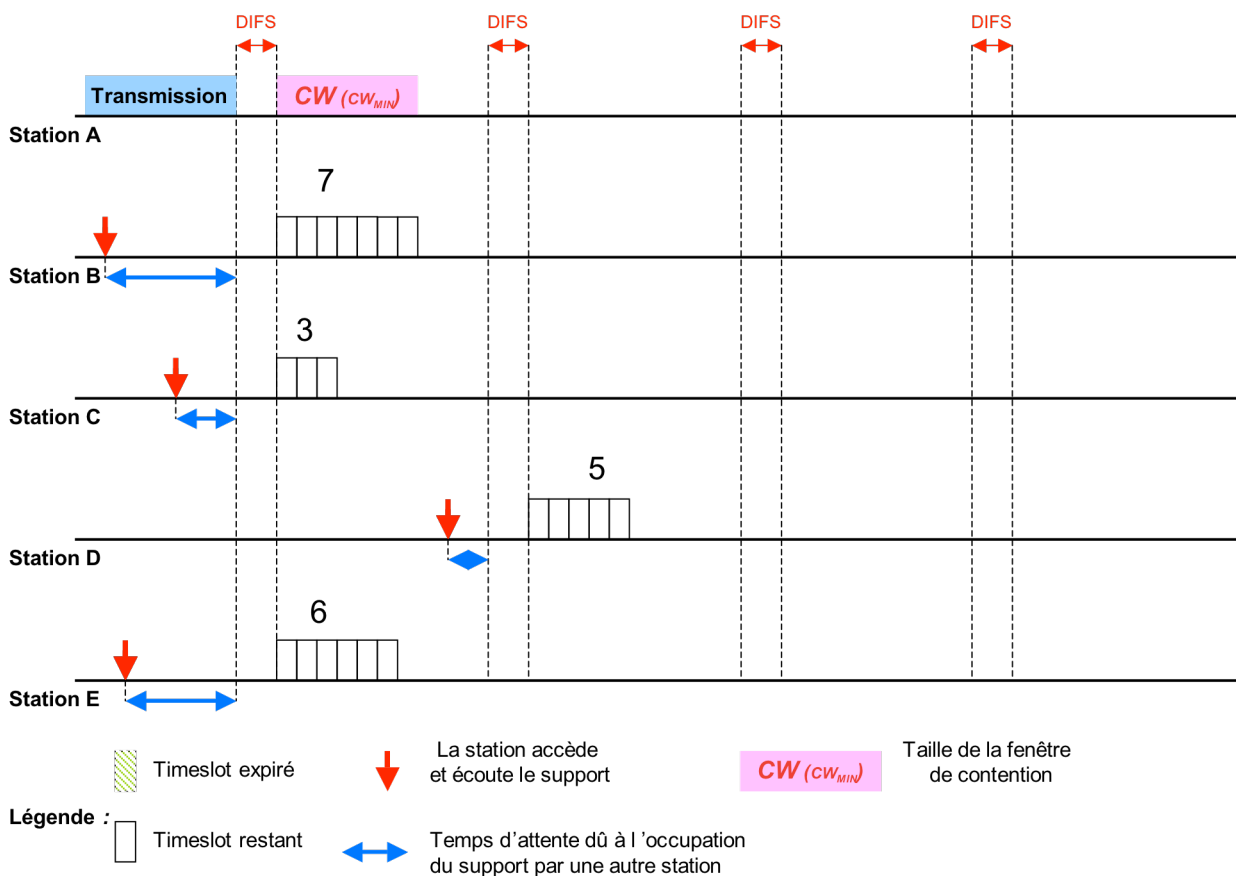 DIFS DIFS DIFS DIFS
Transmission CW (CW_MIN)
Station A
7
Station B
3
Station C
5
Station D
6
Station E
Timeslot expiré
La station accède
et écoute le support
CW (CW_MIN)
Taille de la fenêtre
de contention
Légende :
Timeslot restant
Temps d'attente dû à l 'occupation
du support par une autre station